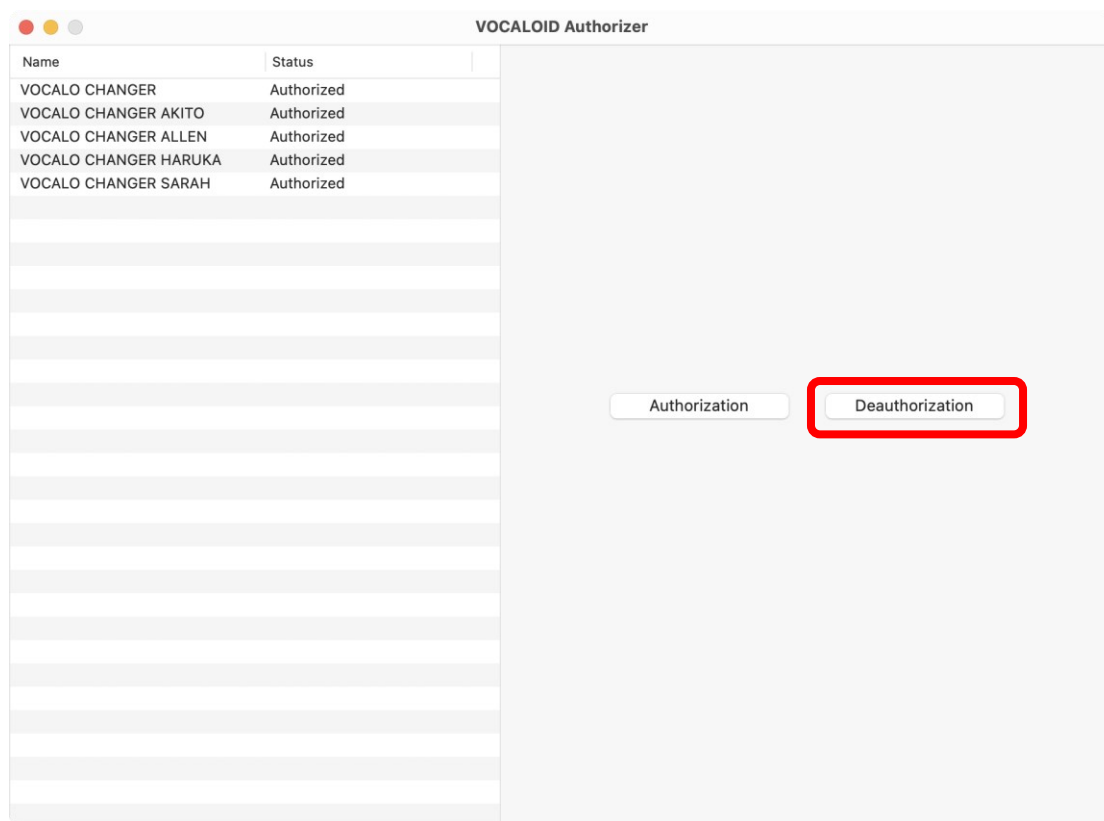 VOCALOID Authorizer
Name Status
VOCALO CHANGER Authorized
VOCALO CHANGER AKITO Authorized
VOCALO CHANGER ALLEN Authorized
VOCALO CHANGER HARUKA Authorized
VOCALO CHANGER SARAH Authorized
Authorization Deauthorization